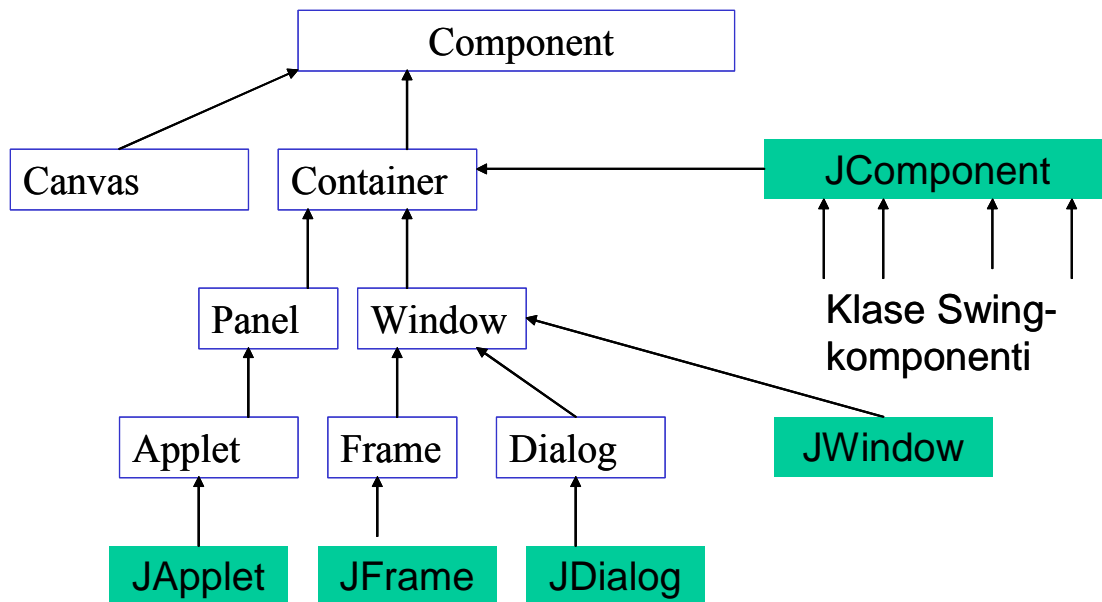 Component
Canvas
Container
JComponent
Panel
Window
Klase Swing-
komponenti
Applet
Frame
Dialog
JWindow
JApplet
JFrame
JDialog